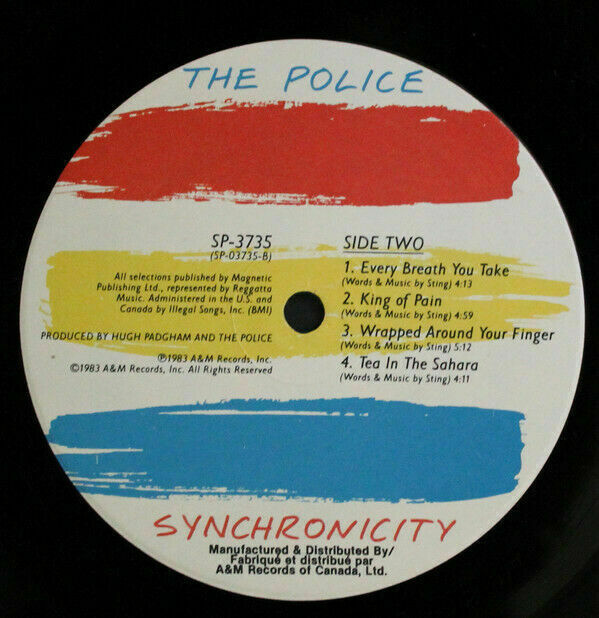 THE POLICE
SP-3735
(SP-03735-B)
All selections published by Magnetic
Publishing Ltd., represented by Reggatta
Music. Administered in the U.S. and
Canada by Illegal Songs, Inc. (BMI)
PRODUCED BY HUGH PADGHAM AND THE POLICE
℗1983 A&M Records, Inc.
©1983 A&M Records, Inc. All Rights Reserved
SIDE TWO
1. Every Breath You Take
(Words & Music by Sting) 4:13
2. King of Pain
(Words & Music by Sting) 4:59
3. Wrapped Around Your Finger
(Words & Music by Sting) 5:12
4. Tea In The Sahara
(Words & Music by Sting) 4:11
SYNCHRONICITY
Manufactured & Distributed By/
Fabriqué et distribué par
A&M Records of Canada, Ltd.